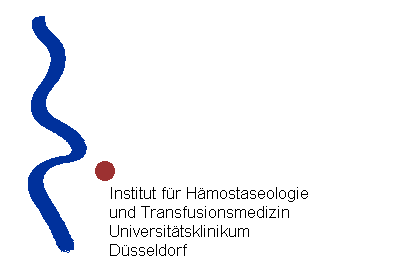 Institut für Hämostaseologie
und Transfusionsmedizin
Universitätsklinikum
Düsseldorf